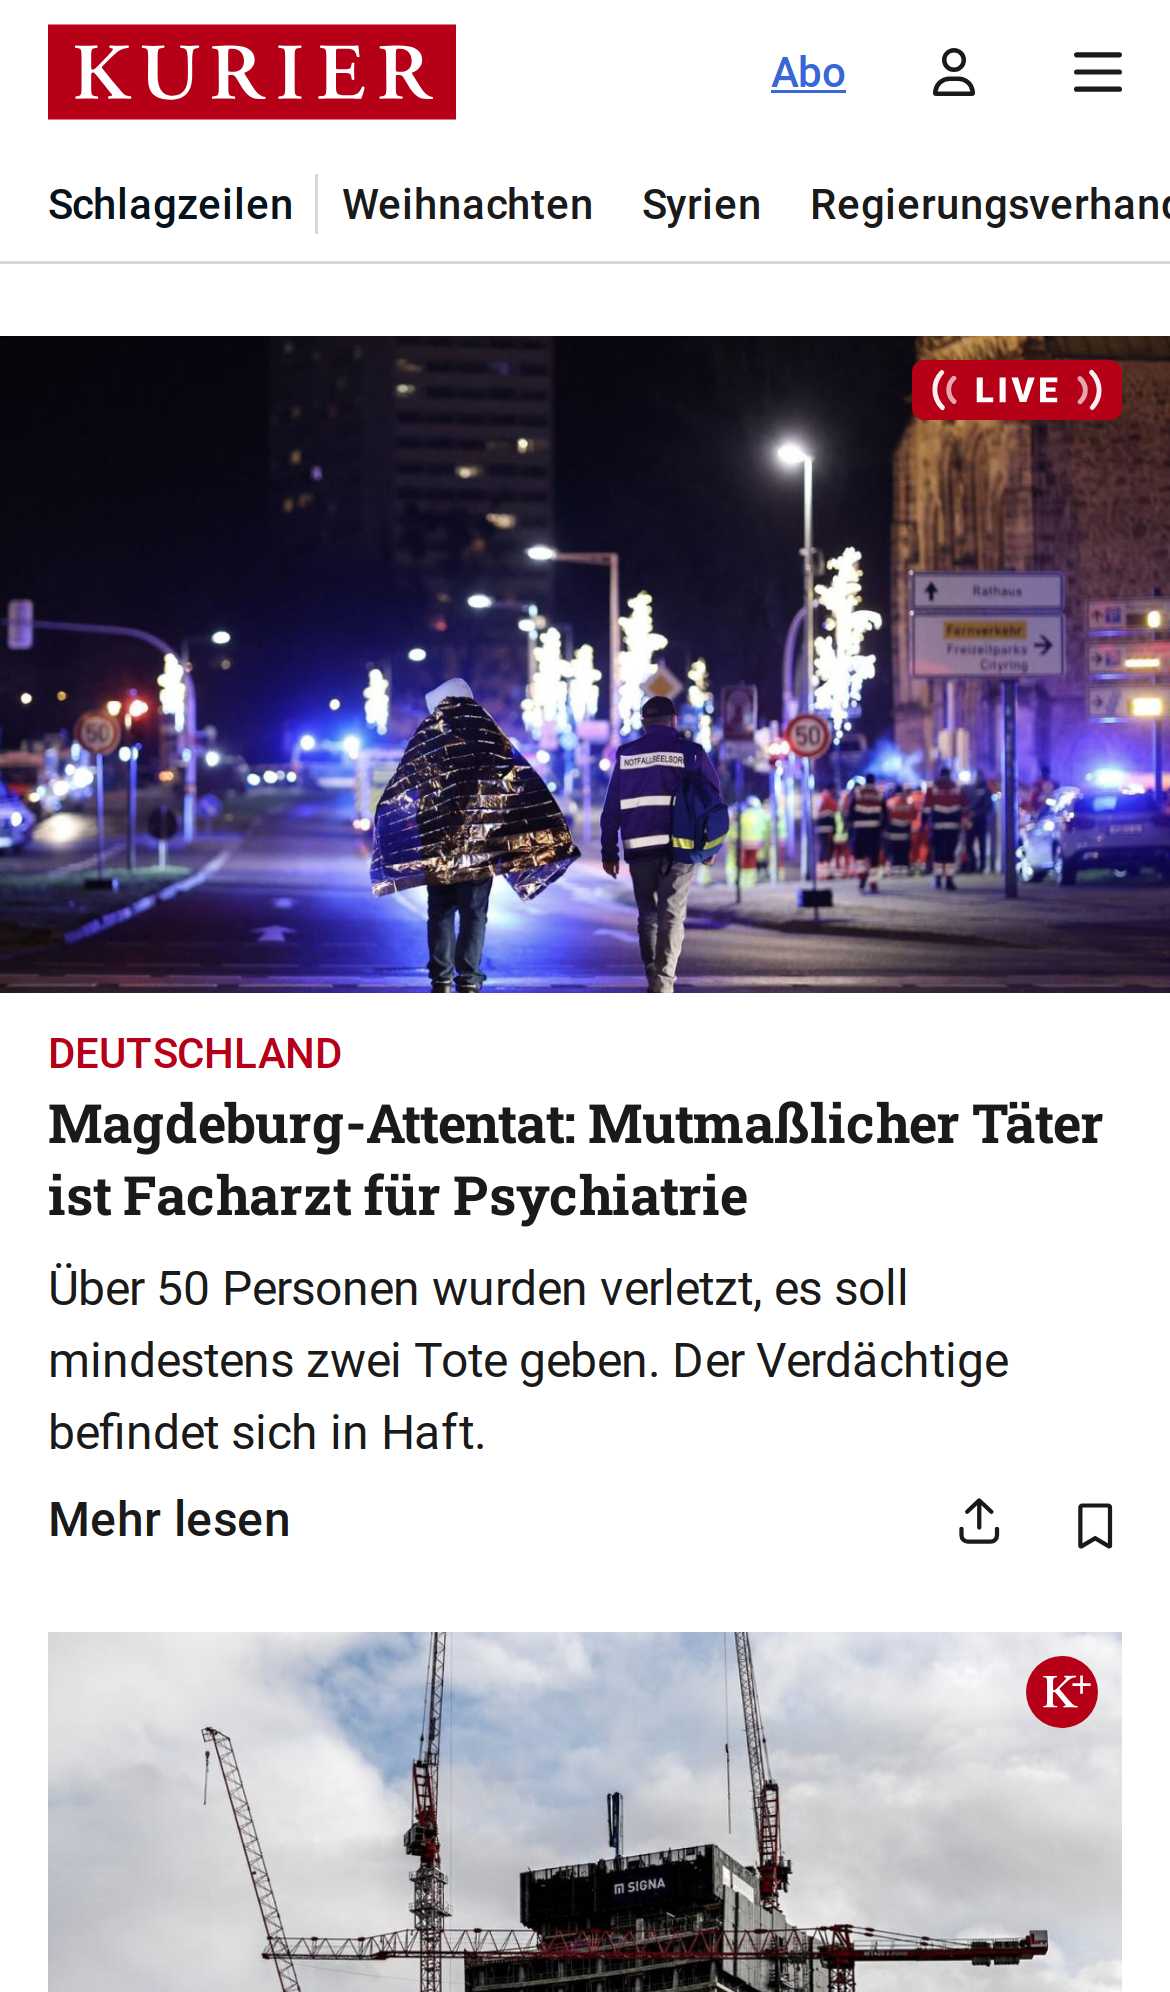 KURIER
Abo
Schlagzeilen
Weihnachten
Syrien
Regierungsverhand
LIVE
Rathaus
Fernverkehr
Freizeitparks
Cityring
50
50
NOTFALLSEELSOR
DEUTSCHLAND
Magdeburg-Attentat: Mutmaßlicher Täter
ist Facharzt für Psychiatrie
Über 50 Personen wurden verletzt, es soll
mindestens zwei Tote geben. Der Verdächtige
befindet sich in Haft.
Mehr lesen
K+
SIGNA